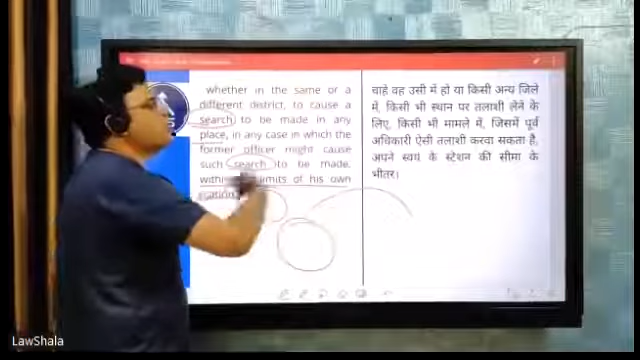 whether in the same or a
different district, to cause a
search to be made in any
place, in any case in which the
former officer might cause
such search to be made,
within limits of his own
station
चाहे वह उसी में हो या किसी अन्य जिले
में, किसी भी स्थान पर तलाशी लेने के
लिए, किसी भी मामले में, जिसमें पूर्व
अधिकारी ऐसी तलाशी करवा सकता है,
अपने स्वयं के स्टेशन की सीमा के
भीतर।
LawShala